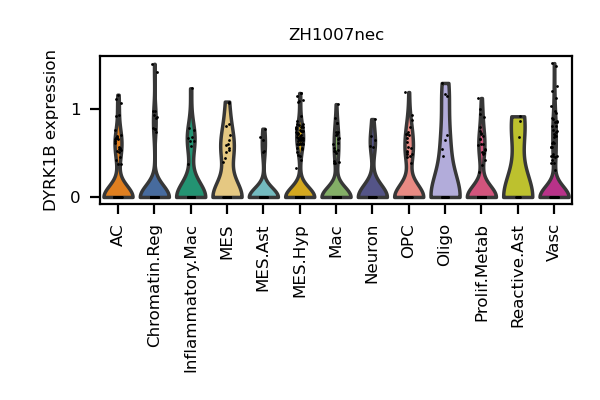 ZH1007nec
DYRK1B expression
1
0
AC
Chromatin.Reg
Inflammatory.Mac
MES
MES.Ast
MES.Hyp
Mac
Neuron
OPC
Oligo
Prolif.Metab
Reactive.Ast
Vasc